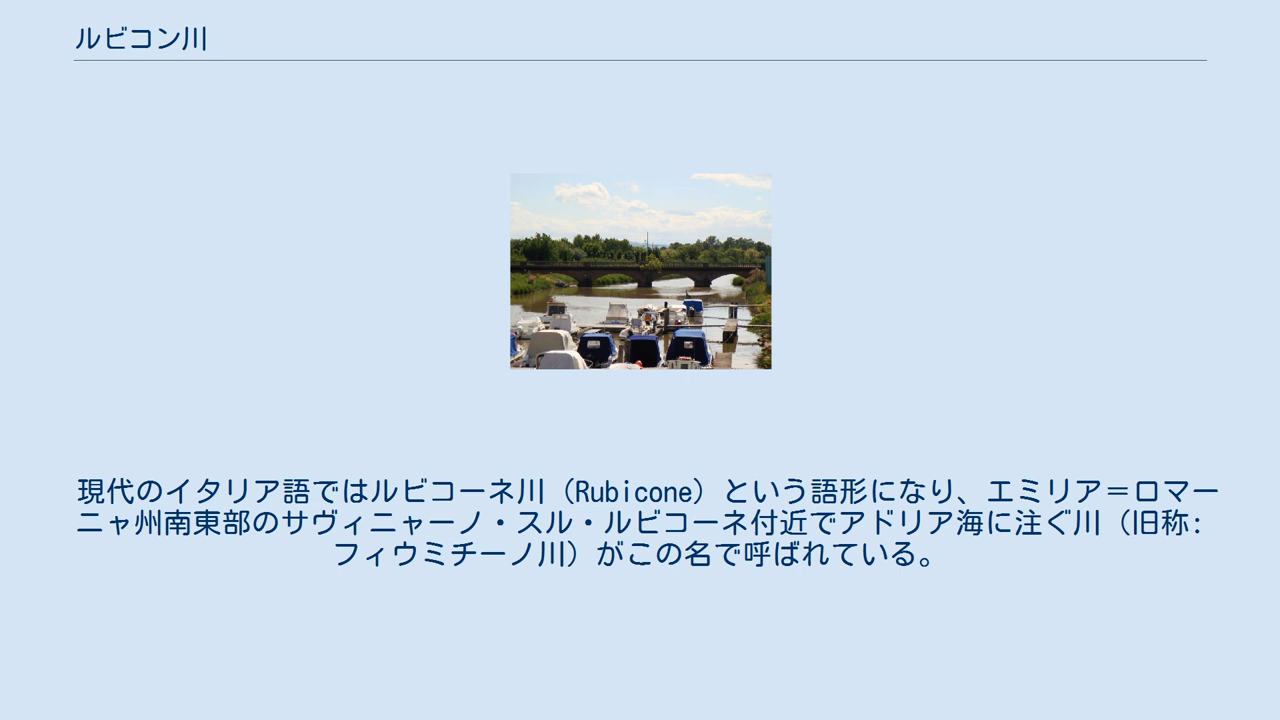 ルビコン川
現代のイタリア語ではルビコーネ川（Rubicone）という語形になり、エミリア＝ロマー
ニャ州南東部のサヴィニャーノ・スル・ルビコーネ付近でアドリア海に注ぐ川（旧称:
フィウミチーノ川）がこの名で呼ばれている。